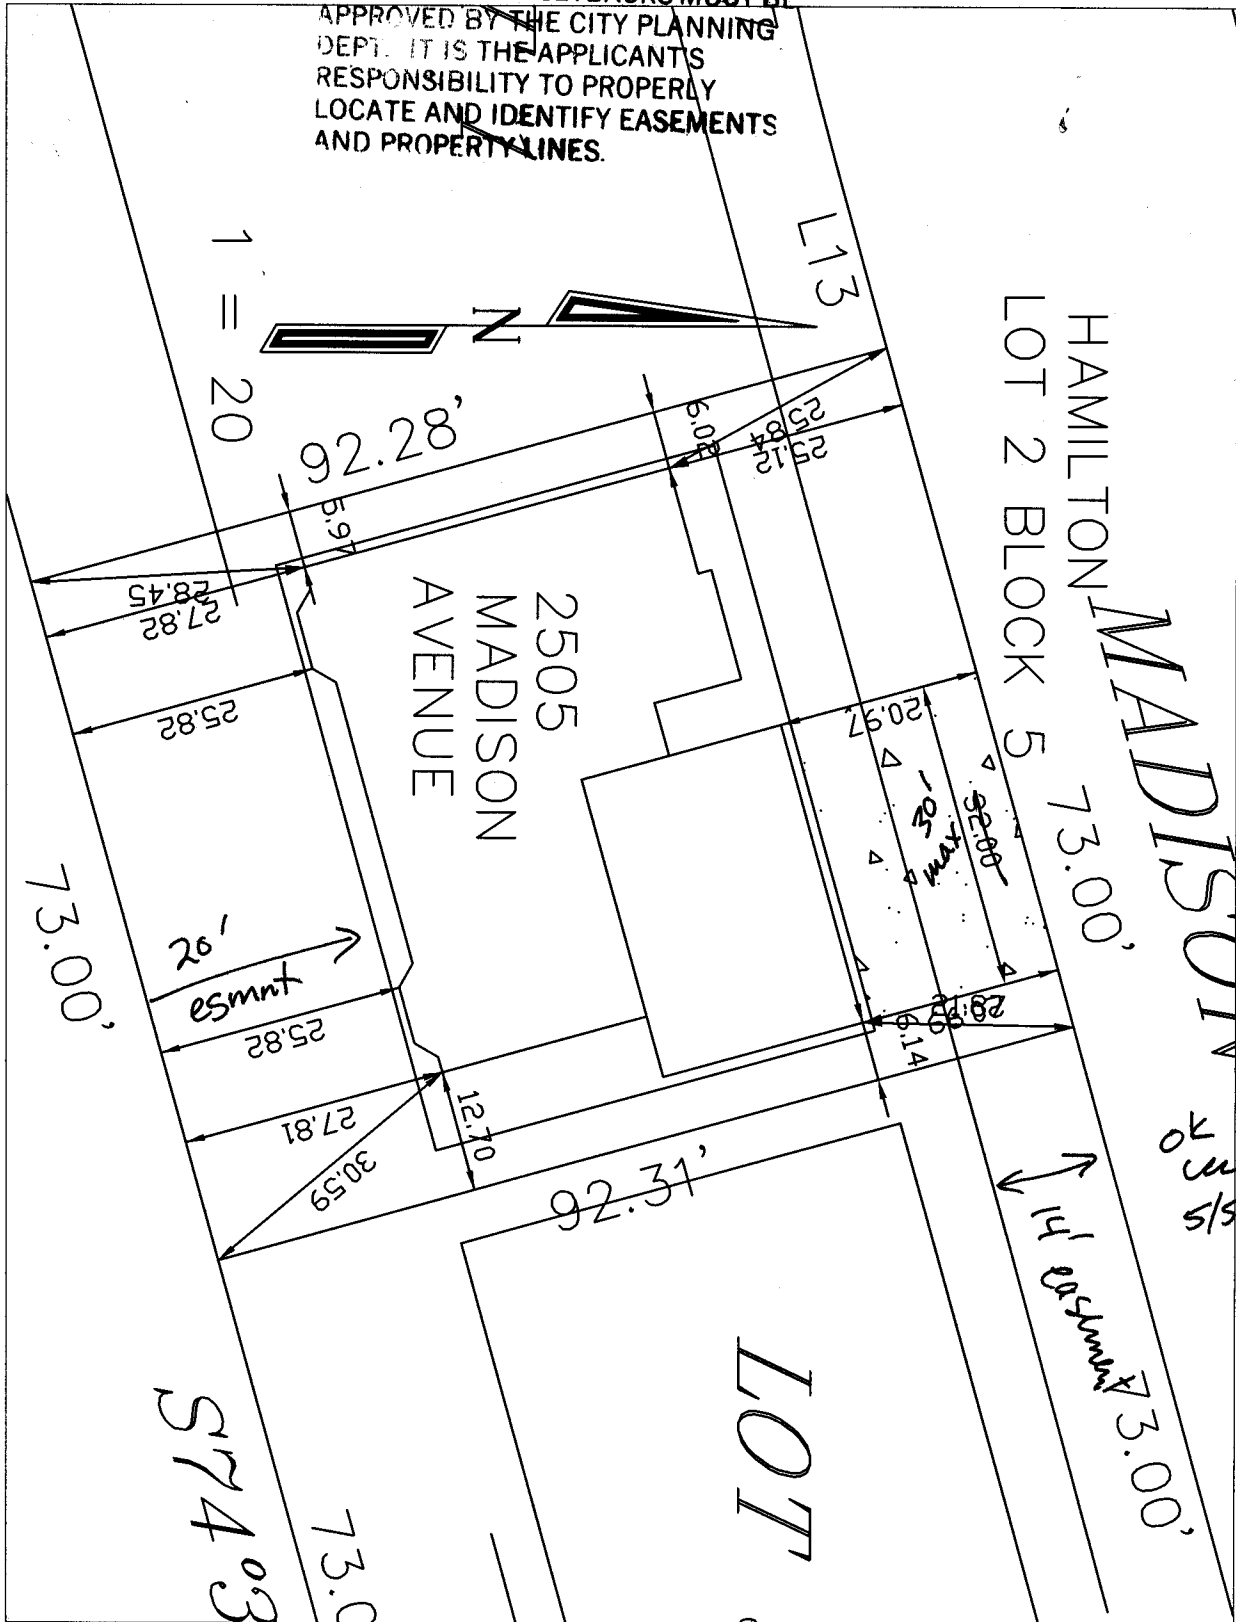 APPROVED BY THE CITY PLANNING
DEPT. IT IS THE APPLICANT'S
RESPONSIBILITY TO PROPERLY
LOCATE AND IDENTIFY EASEMENTS
AND PROPERTY LINES.
HAMILTON
LOT 2 BLOCK 5
MADISON
L13
N
1 = 20
92.28'
6.02
25.84
25.12
5.97
28.45
27.82
25.82
2505
MADISON
AVENUE
20.97
30'
max
32.00
73.00'
73.00'
20'
esmnt
25.82
27.81
30.59
12.70
6.14
92.31'
ok
5/5
14' easement
73.00'
LOT
S74°3
73.0